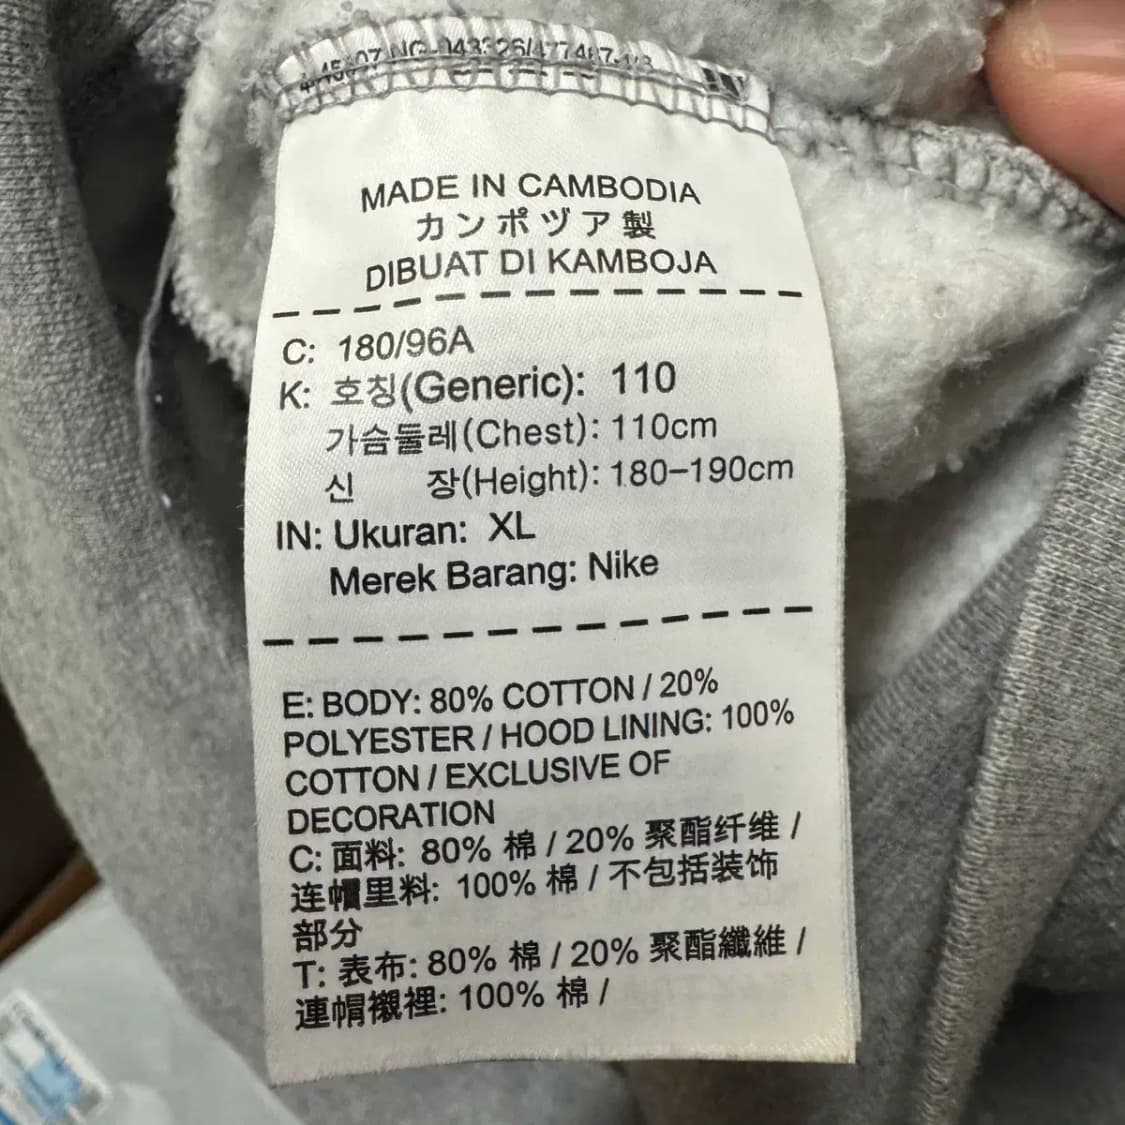 MADE IN CAMBODIA
カンポヅア製
DIBUAT DI KAMBOJA
C: 180/96A
K: 호칭(Generic): 110
가슴둘레(Chest): 110cm
신 장(Height): 180-190cm
IN: Ukuran: XL
Merek Barang: Nike
E: BODY: 80% COTTON / 20%
POLYESTER / HOOD LINING: 100%
COTTON / EXCLUSIVE OF
DECORATION
C: 面料: 80% 棉 / 20% 聚酯纤维 /
连帽里料: 100% 棉 / 不包括装饰
部分
T: 表布: 80% 棉 / 20% 聚酯纖維 /
連帽襯裡: 100% 棉 /